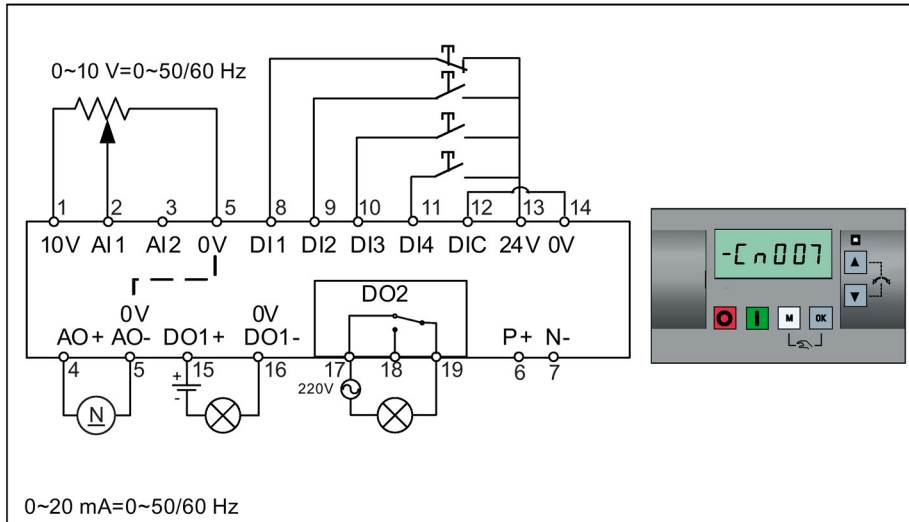 0~10 V=0~50/60 Hz
1 2 3 5 8 9 10 11 12 13 14
10V AI1 AI2 0V DI1 DI2 DI3 DI4 DIC 24V 0V
-Cn007
DO2
0V 0V
AO+ AO- DO1+ DO1- P+ N-
M OK
4 5 15 16 17 18 19 6 7
+
-
220V
N
0~20 mA=0~50/60 Hz